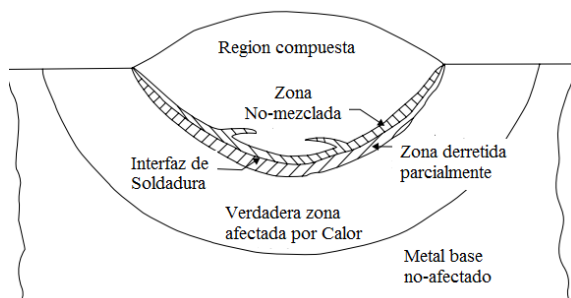 Region compuesta
Zona
No-mezclada
Interfaz de
Soldadura
Zona derretida
parcialmente
Verdadera zona
afectada por Calor
Metal base
no-afectado